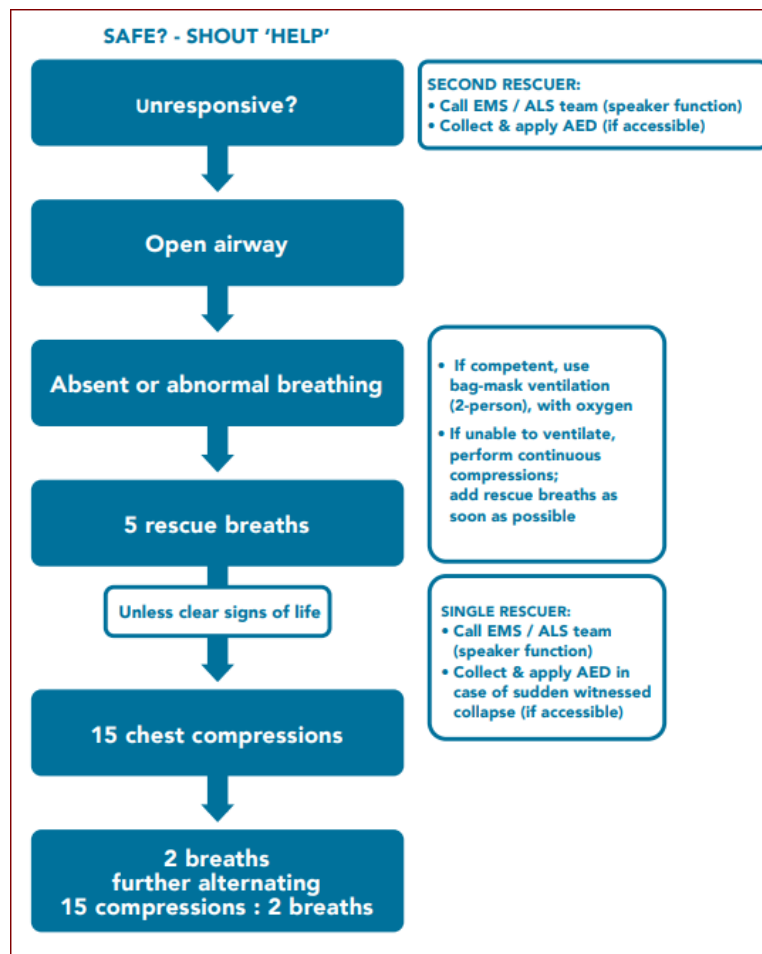 SAFE? - SHOUT ‘HELP’
Unresponsive?
SECOND RESCUER:
• Call EMS / ALS team (speaker function)
• Collect & apply AED (if accessible)
Open airway
Absent or abnormal breathing
• If competent, use
bag-mask ventilation
(2-person), with oxygen
• If unable to ventilate,
perform continuous
compressions;
add rescue breaths as
soon as possible
5 rescue breaths
Unless clear signs of life
SINGLE RESCUER:
• Call EMS / ALS team
(speaker function)
• Collect & apply AED in
case of sudden witnessed
collapse (if accessible)
15 chest compressions
2 breaths
further alternating
15 compressions : 2 breaths